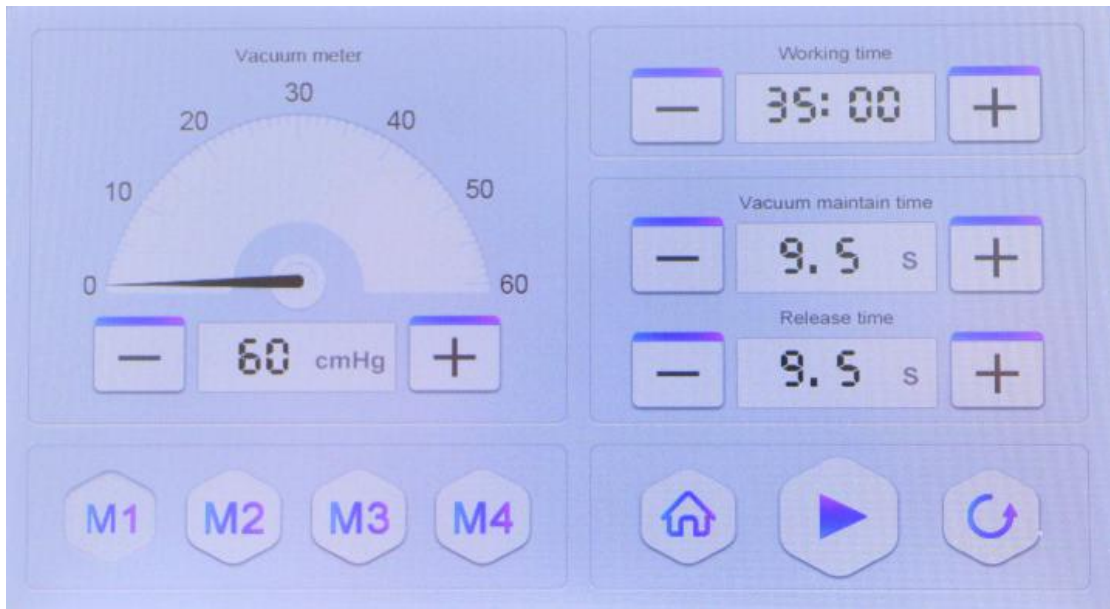 Vacuum meter
30
20 40
10 50
0 60
60 cmHg
Working time
35:00
Vacuum maintain time
9.5 s
Release time
9.5 s
M1 M2 M3 M4